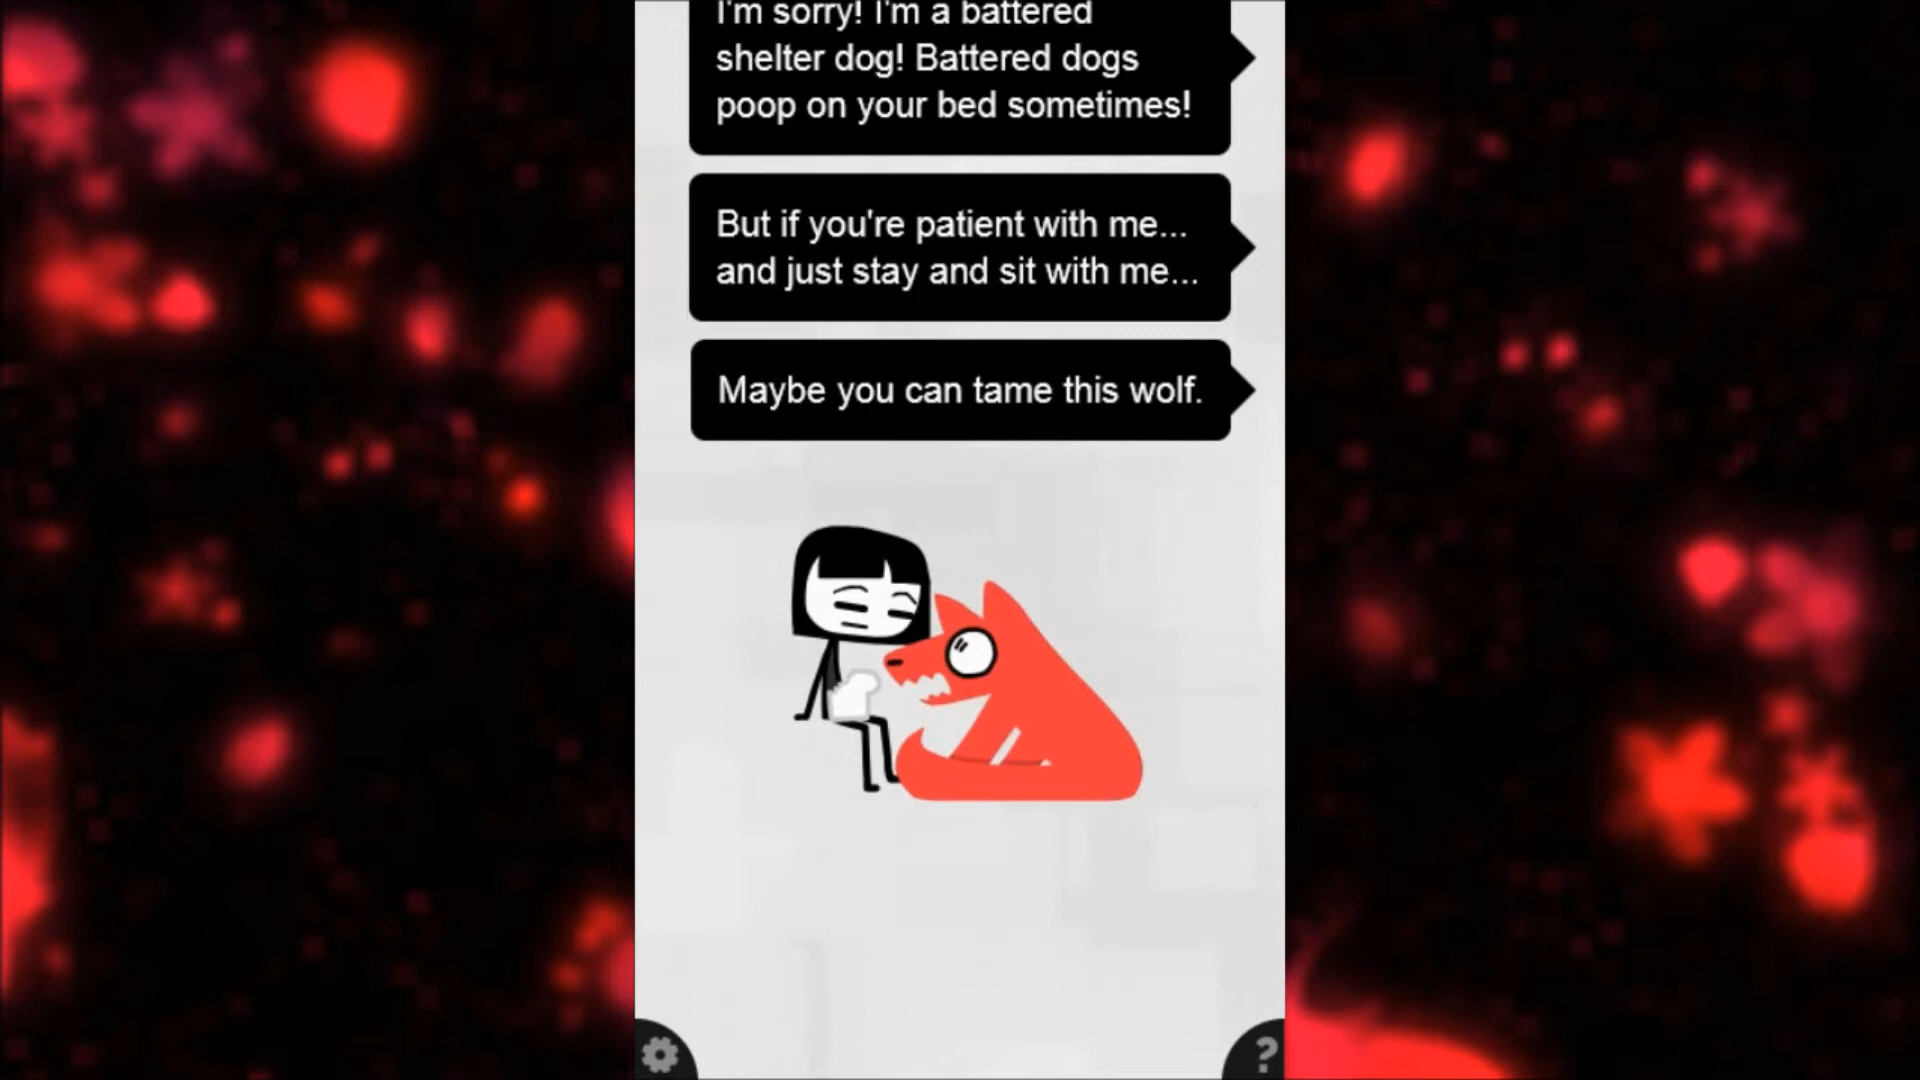 I'm sorry! I'm a battered
shelter dog! Battered dogs
poop on your bed sometimes!
But if you're patient with me...
and just stay and sit with me...
Maybe you can tame this wolf.
?